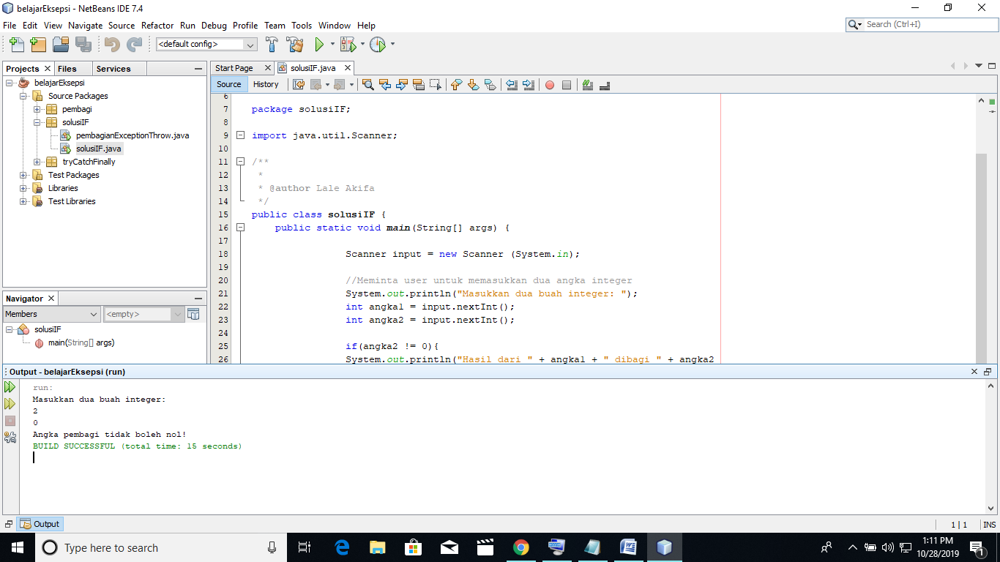 belajarEksepsi - NetBeans IDE 7.4
File Edit View Navigate Source Refactor Run Debug Profile Team Tools Window Help
Search (Ctrl+I)
<default config>
Projects Files Services
belajarEksepsi
Source Packages
pembagi
solusiIF
pembagianExceptionThrow.java
solusiIF.java
tryCatchFinally
Test Packages
Libraries
Test Libraries
Navigator
Members <empty>
solusiIF
main(String[] args)
Start Page solusiIF.java
Source History
6
7 package solusiIF;
8
9 import java.util.Scanner;
10
11 /**
12 *
13 * @author Lale Akifa
14 */
15 public class solusiIF {
16 public static void main(String[] args) {
17
18 Scanner input = new Scanner (System.in);
19
20 //Meminta user untuk memasukkan dua angka integer
21 System.out.println("Masukkan dua buah integer: ");
22 int angka1 = input.nextInt();
23 int angka2 = input.nextInt();
24
25 if(angka2 != 0){
26 System.out.println("Hasil dari " + angka1 + " dibagi " + angka2
Output - belajarEksepsi (run)
run:
Masukkan dua buah integer:
2
0
Angka pembagi tidak boleh nol!
BUILD SUCCESSFUL (total time: 15 seconds)
Output
1 | 1 INS
Type here to search
1:11 PM
10/28/2019
1